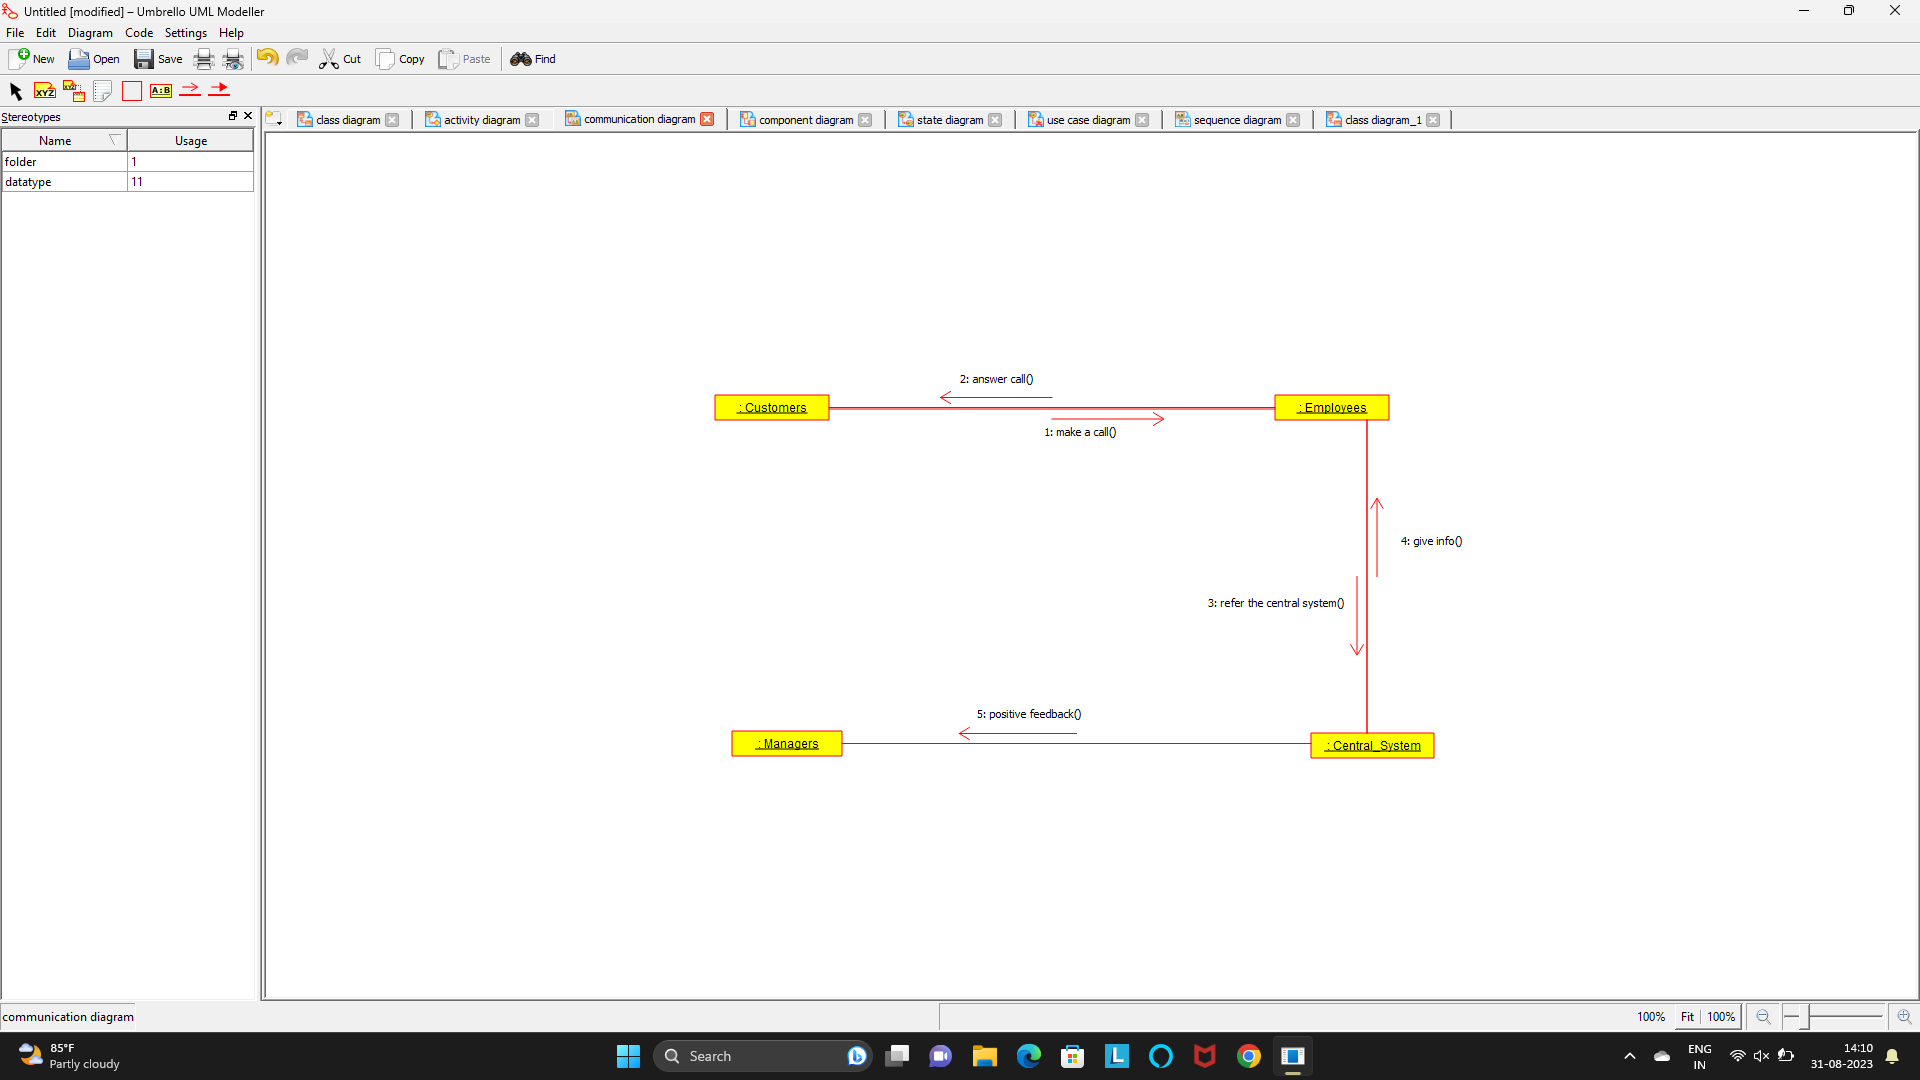 Untitled [modified] – Umbrello UML Modeller
File Edit Diagram Code Settings Help
New Open Save Cut Copy Paste Find
XYZ XYZ A:B
Stereotypes
class diagram activity diagram communication diagram component diagram state diagram use case diagram sequence diagram class diagram_1
Name Usage
folder 1
datatype 11
2: answer call()
: Customers : Employees
1: make a call()
4: give info()
3: refer the central system()
5: positive feedback()
: Managers : Central_System
communication diagram 100% Fit 100%
85°F
Partly cloudy
Search
ENG
IN
14:10
31-08-2023